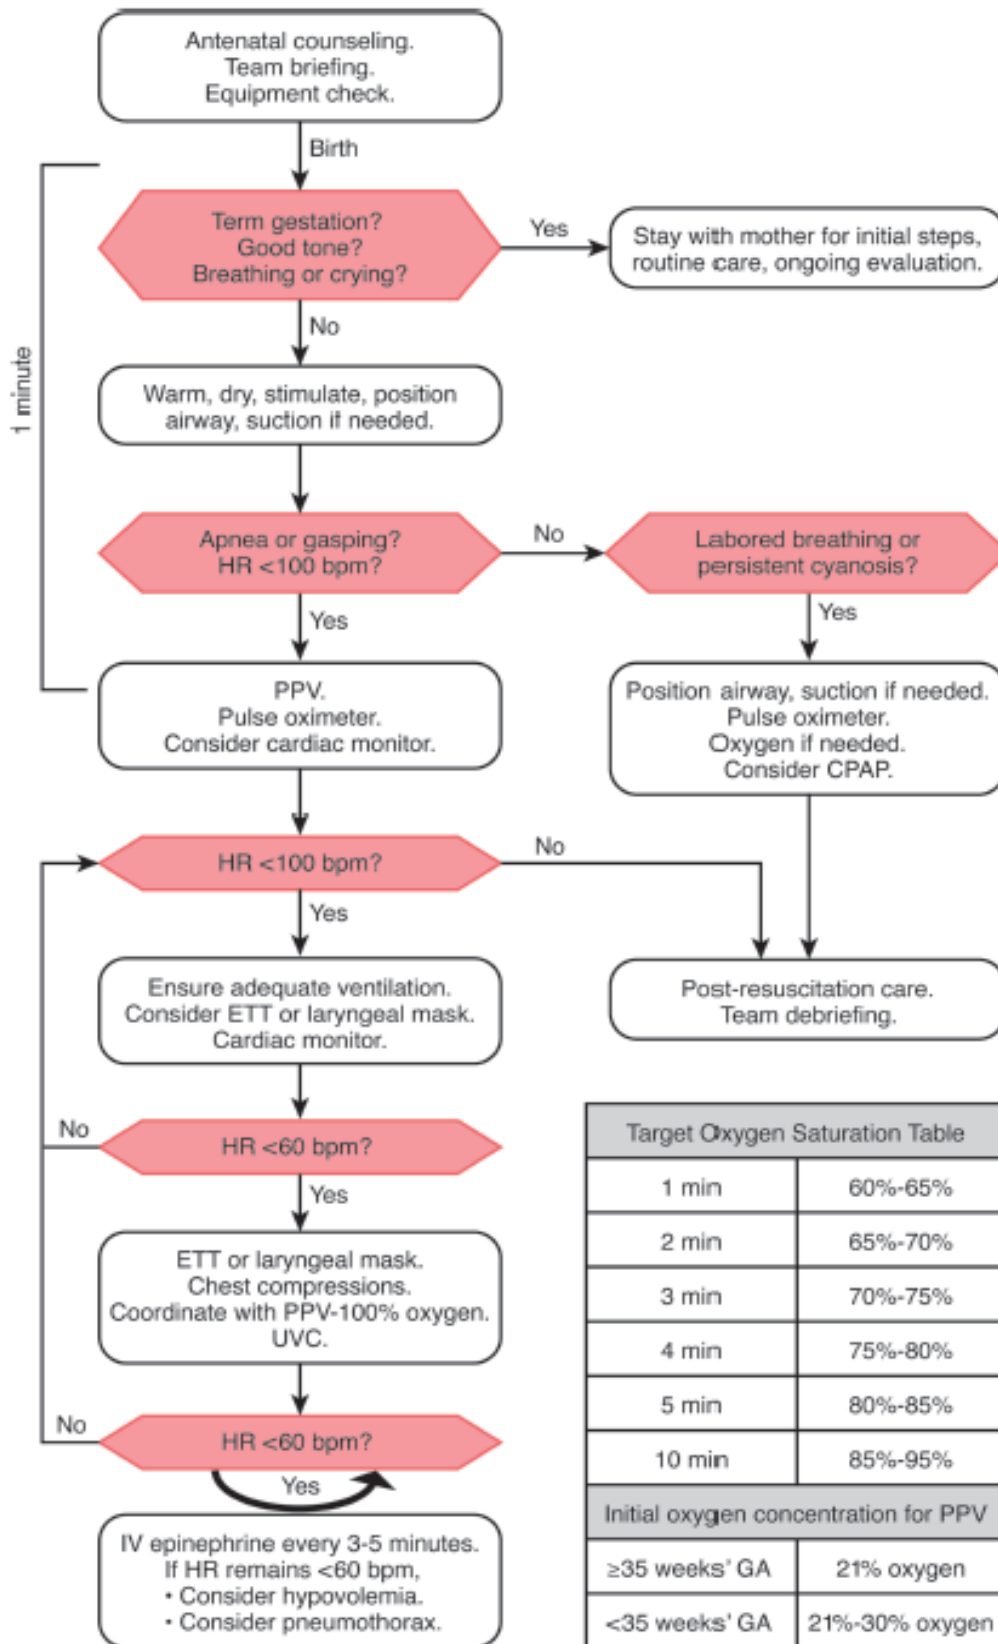 Antenatal counseling.
Team briefing.
Equipment check.
Birth
1 minute
Term gestation?
Good tone?
Breathing or crying?
Yes
Stay with mother for initial steps,
routine care, ongoing evaluation.
No
Warm, dry, stimulate, position
airway, suction if needed.
Apnea or gasping?
HR <100 bpm?
No
Labored breathing or
persistent cyanosis?
Yes
Yes
PPV.
Pulse oximeter.
Consider cardiac monitor.
Position airway, suction if needed.
Pulse oximeter.
Oxygen if needed.
Consider CPAP.
HR <100 bpm?
No
Yes
Ensure adequate ventilation.
Consider ETT or laryngeal mask.
Cardiac monitor.
Post-resuscitation care.
Team debriefing.
No
HR <60 bpm?
Yes
ETT or laryngeal mask.
Chest compressions.
Coordinate with PPV-100% oxygen.
UVC.
No
HR <60 bpm?
Yes
IV epinephrine every 3-5 minutes.
If HR remains <60 bpm,
• Consider hypovolemia.
• Consider pneumothorax.
Target Oxygen Saturation Table
1 min 60%-65%
2 min 65%-70%
3 min 70%-75%
4 min 75%-80%
5 min 80%-85%
10 min 85%-95%
Initial oxygen concentration for PPV
≥35 weeks' GA 21% oxygen
<35 weeks' GA 21%-30% oxygen